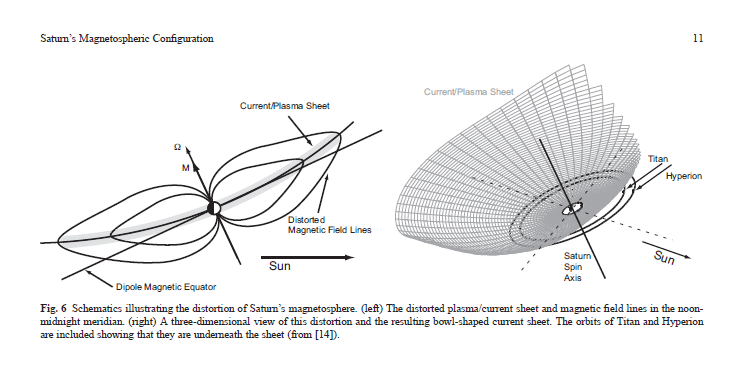 Saturn's Magnetospheric Configuration 11
Current/Plasma Sheet
Ω
M
Distorted
Magnetic Field Lines
Sun
Dipole Magnetic Equator
Current/Plasma Sheet
Titan
Hyperion
Saturn
Spin
Axis
Sun
Fig. 6 Schematics illustrating the distortion of Saturn's magnetosphere. (left) The distorted plasma/current sheet and magnetic field lines in the noon-
midnight meridian. (right) A three-dimensional view of this distortion and the resulting bowl-shaped current sheet. The orbits of Titan and Hyperion
are included showing that they are underneath the sheet (from [14]).